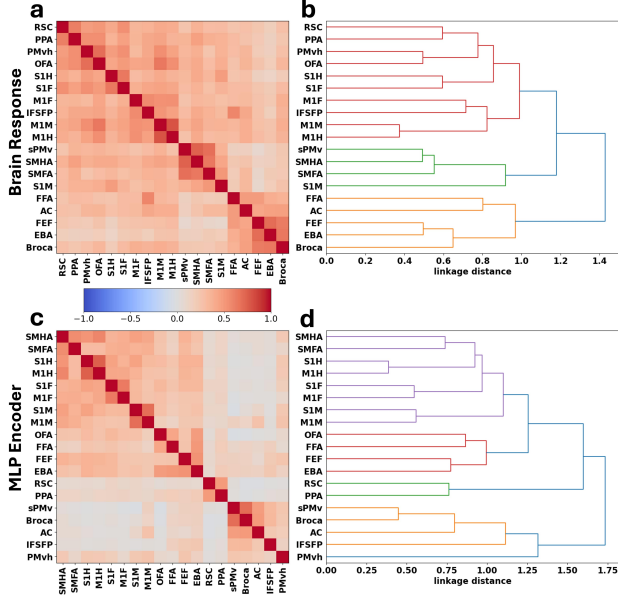 a
b
Brain Response
RSC
PPA
PMvh
OFA
S1H
S1F
M1F
IFSFP
M1M
M1H
sPMv
SMHA
SMFA
S1M
FFA
AC
FEF
EBA
Broca
RSC PPA PMvh OFA S1H S1F M1F IFSFP M1M M1H sPMv SMHA SMFA S1M FFA AC FEF EBA Broca
RSC
PPA
PMvh
OFA
S1H
S1F
M1F
IFSFP
M1M
M1H
sPMv
SMHA
SMFA
S1M
FFA
AC
FEF
EBA
Broca
0.0 0.2 0.4 0.6 0.8 1.0 1.2 1.4
linkage distance
−1.0 −0.5 0.0 0.5 1.0
c
d
MLP Encoder
SMHA
SMFA
S1H
M1H
S1F
M1F
S1M
M1M
OFA
FFA
FEF
EBA
RSC
PPA
sPMv
Broca
AC
IFSFP
PMvh
SMHA SMFA S1H M1H S1F M1F S1M M1M OFA FFA FEF EBA RSC PPA sPMv Broca AC IFSFP PMvh
SMHA
SMFA
S1H
M1H
S1F
M1F
S1M
M1M
OFA
FFA
FEF
EBA
RSC
PPA
sPMv
Broca
AC
IFSFP
PMvh
0.00 0.25 0.50 0.75 1.00 1.25 1.50 1.75
linkage distance